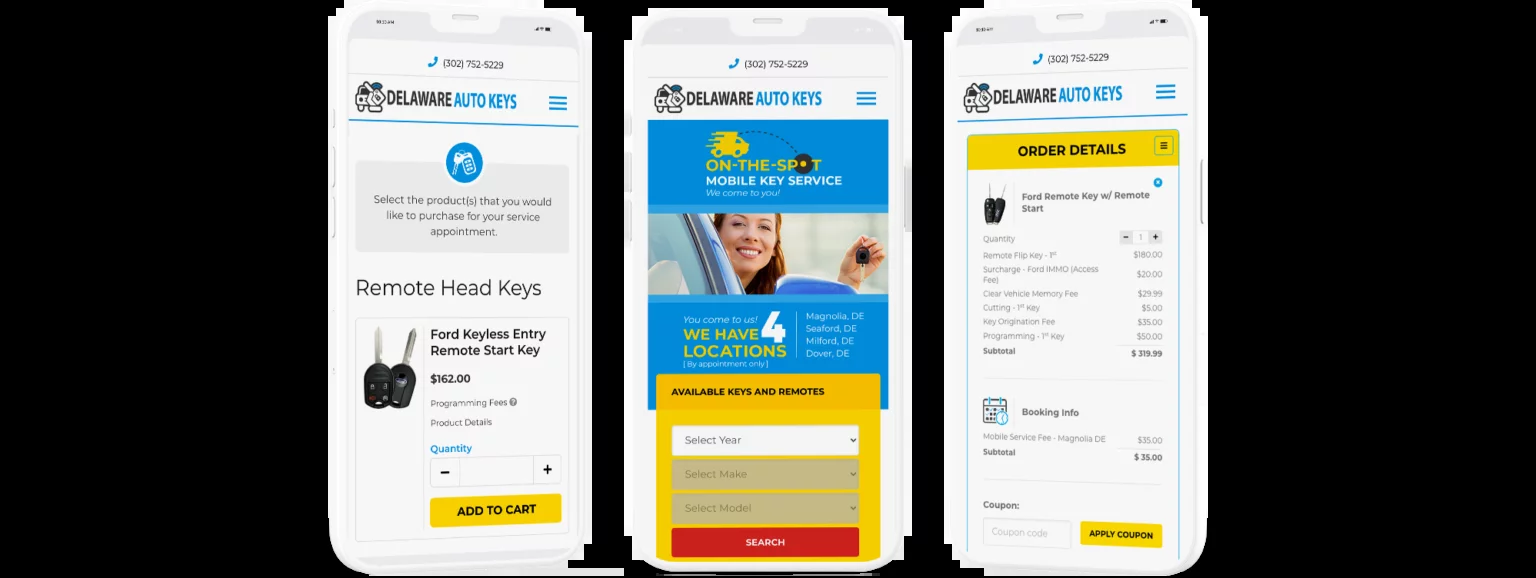 10:13 AM
(302) 752-5229
DELAWARE AUTO KEYS
Select the product(s) that you would
like to purchase for your service
appointment.
Remote Head Keys
Ford Keyless Entry
Remote Start Key
$162.00
Programming Fees
Product Details
Quantity
− +
ADD TO CART
(302) 752-5229
DELAWARE AUTO KEYS
ON-THE-SPOT
MOBILE KEY SERVICE
We come to you!
You come to us!
WE HAVE 4
LOCATIONS
[ By appointment only ]
Magnolia, DE
Seaford, DE
Milford, DE
Dover, DE
AVAILABLE KEYS AND REMOTES
Select Year
Select Make
Select Model
SEARCH
(302) 752-5229
DELAWARE AUTO KEYS
ORDER DETAILS
Ford Remote Key w/ Remote
Start
Quantity − 1 +
Remote Flip Key - 1st $180.00
Surcharge - Ford IMMO (Access
Fee) $20.00
Clear Vehicle Memory Fee $29.99
Cutting - 1st Key $5.00
Key Origination Fee $35.00
Programming - 1st Key $50.00
Subtotal $ 319.99
Booking Info
Mobile Service Fee - Magnolia DE $35.00
Subtotal $ 35.00
Coupon:
Coupon code
APPLY COUPON